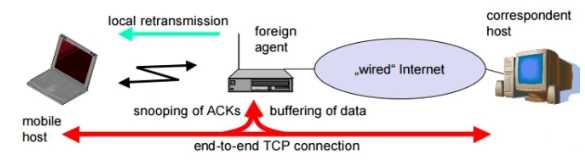 local retransmission
foreign
agent
correspondent
host
„wired“ Internet
snooping of ACKs
buffering of data
mobile
host
end-to-end TCP connection